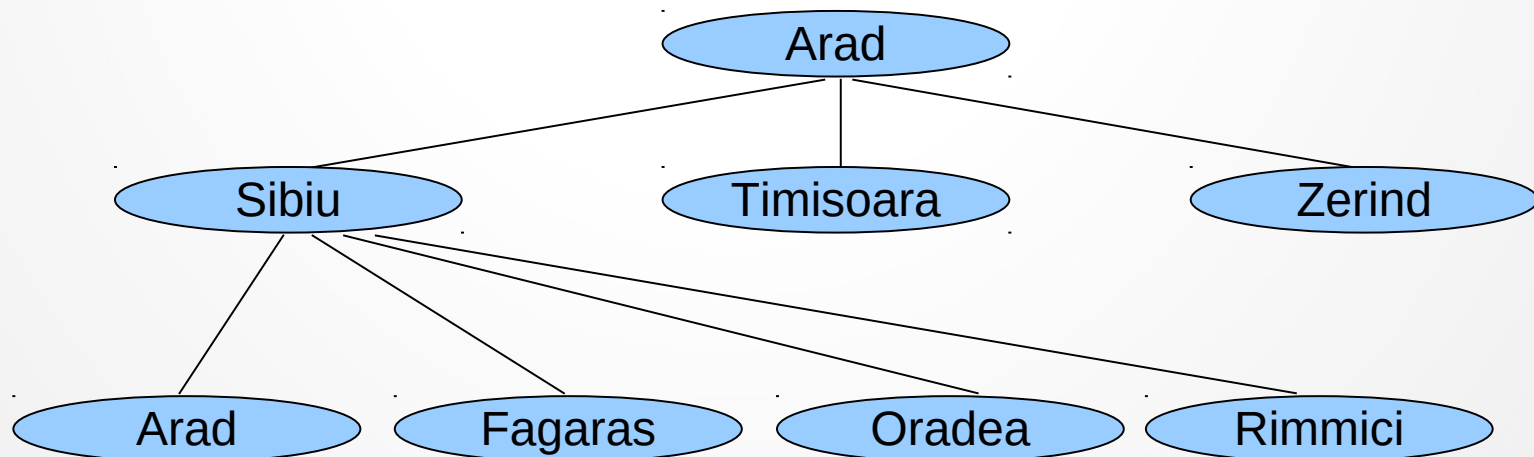 Arad
Sibiu
Timisoara
Zerind
Arad
Fagaras
Oradea
Rimmici